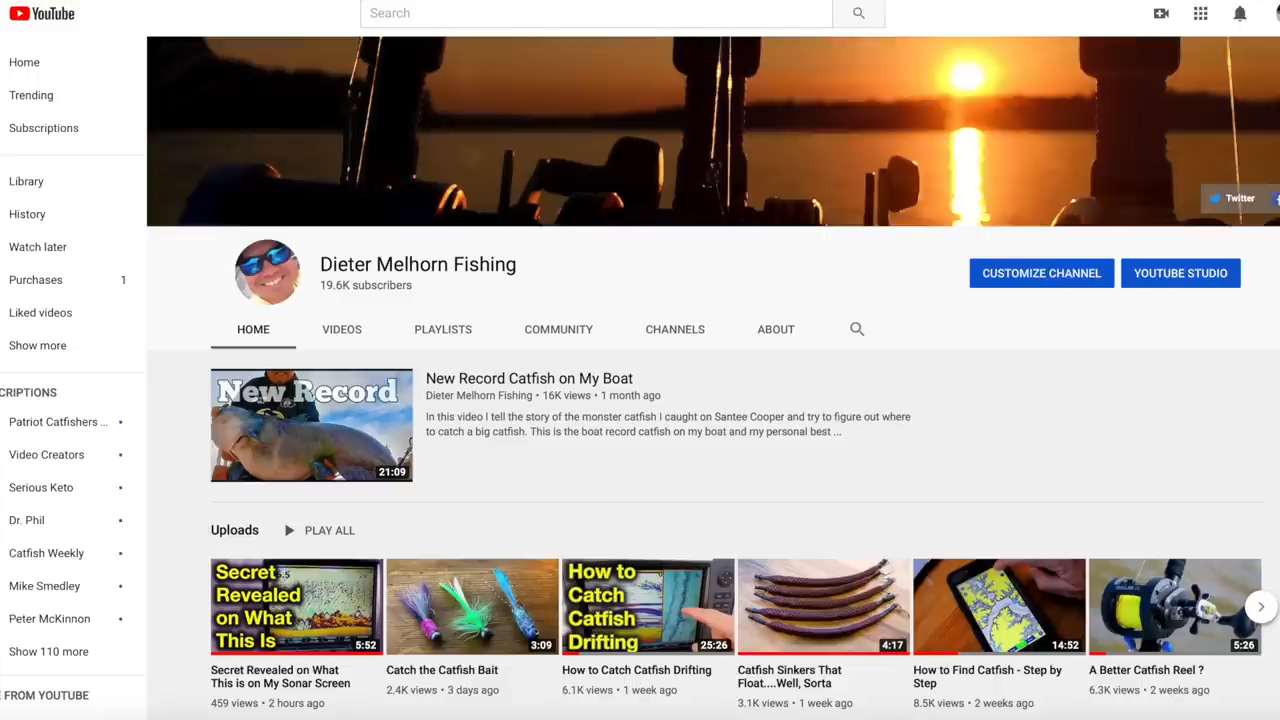 YouTube
Search
Home
Trending
Subscriptions
Library
History
Watch later
Purchases 1
Liked videos
Show more
CRIPTIONS
Patriot Catfishers ...
Video Creators
Serious Keto
Dr. Phil
Catfish Weekly
Mike Smedley
Peter McKinnon
Show 110 more
E FROM YOUTUBE
Twitter
Dieter Melhorn Fishing
19.6K subscribers
CUSTOMIZE CHANNEL
YOUTUBE STUDIO
HOME VIDEOS PLAYLISTS COMMUNITY CHANNELS ABOUT
New Record
21:09
New Record Catfish on My Boat
Dieter Melhorn Fishing • 16K views • 1 month ago
In this video I tell the story of the monster catfish I caught on Santee Cooper and try to figure out where
to catch a big catfish. This is the boat record catfish on my boat and my personal best ...
Uploads PLAY ALL
Secret
Revealed
on What
This Is
5:52
Secret Revealed on What
This is on My Sonar Screen
459 views • 2 hours ago
3:09
Catch the Catfish Bait
2.4K views • 3 days ago
How to
Catch
Catfish
Drifting
25:26
How to Catch Catfish Drifting
6.1K views • 1 week ago
4:17
Catfish Sinkers That
Float....Well, Sorta
3.1K views • 1 week ago
14:52
How to Find Catfish - Step by
Step
8.5K views • 2 weeks ago
5:26
A Better Catfish Reel ?
6.3K views • 2 weeks ago